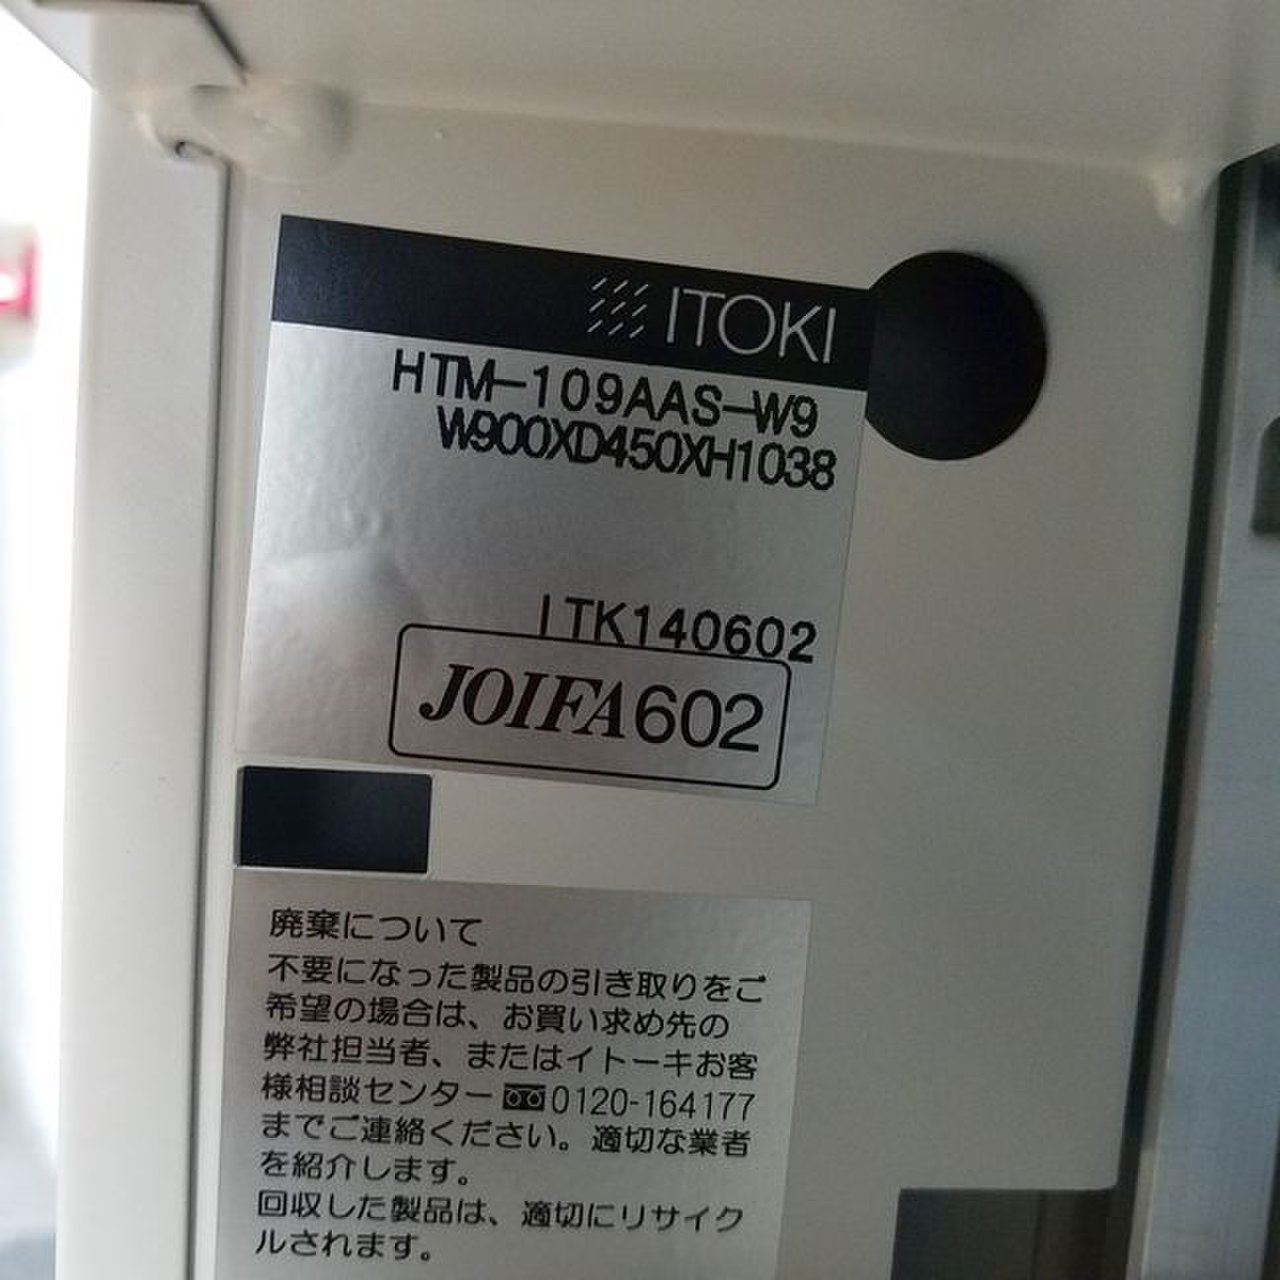 ITOKI
HTM-109AAS-W9
W900XD450XH1038
ITK140602
JOIFA602
廃棄について
不要になった製品の引き取りをご
希望の場合は、お買い求め先の
弊社担当者、またはイトーキお客
様相談センター0120-164177
までご連絡ください。適切な業者
を紹介します。
回収した製品は、適切にリサイク
ルされます。